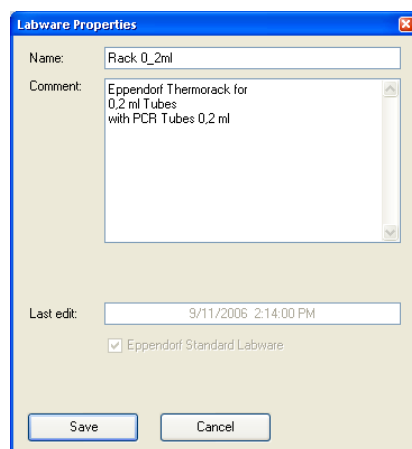 Labware Properties
Name: Rack 0_2ml
Comment: Eppendorf Thermorack for
0,2 ml Tubes
with PCR Tubes 0,2 ml
Last edit: 9/11/2006 2:14:00 PM
Eppendorf Standard Labware
Save Cancel